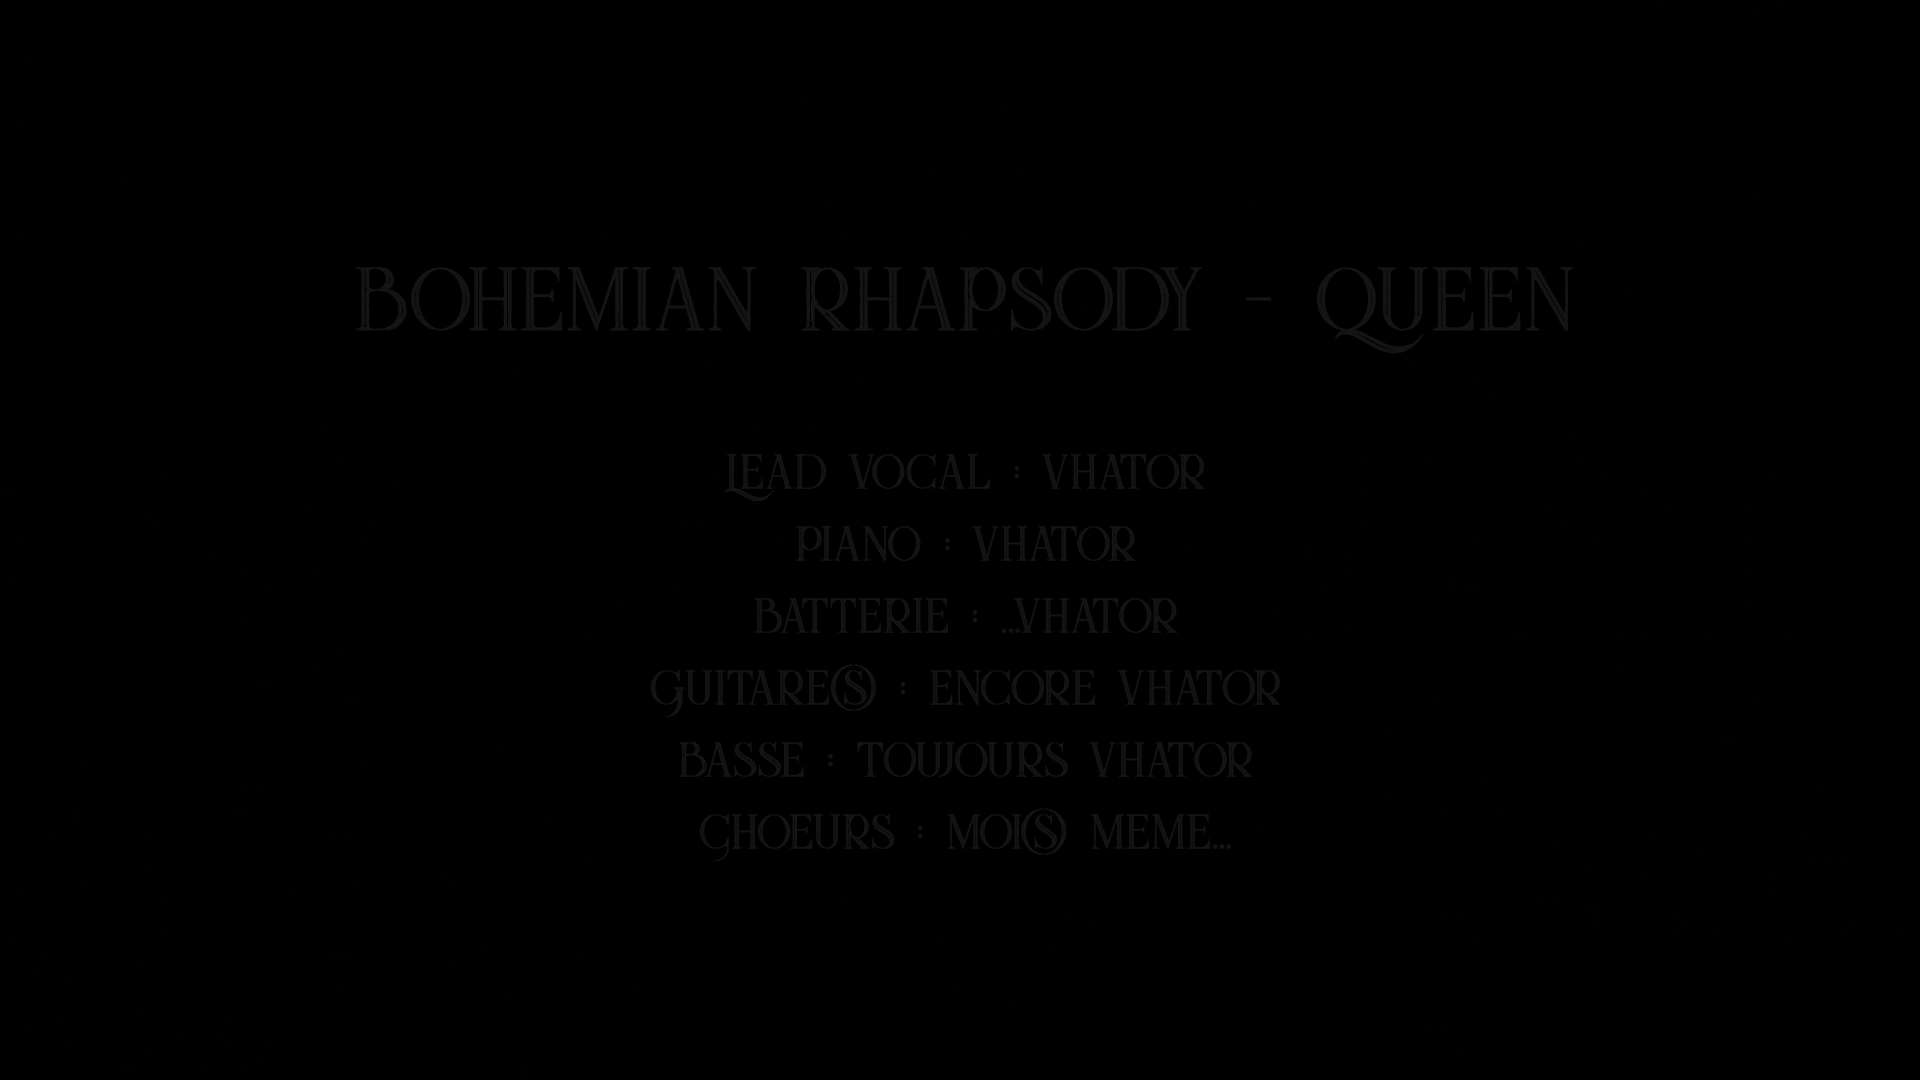 BOHEMIAN RHAPSODY - QUEEN
LEAD VOCAL : VHATOR
PIANO : VHATOR
BATTERIE : ...VHATOR
GUITARE(S) : ENCORE VHATOR
BASSE : TOUJOURS VHATOR
CHOEURS : MOI(S) MEME...